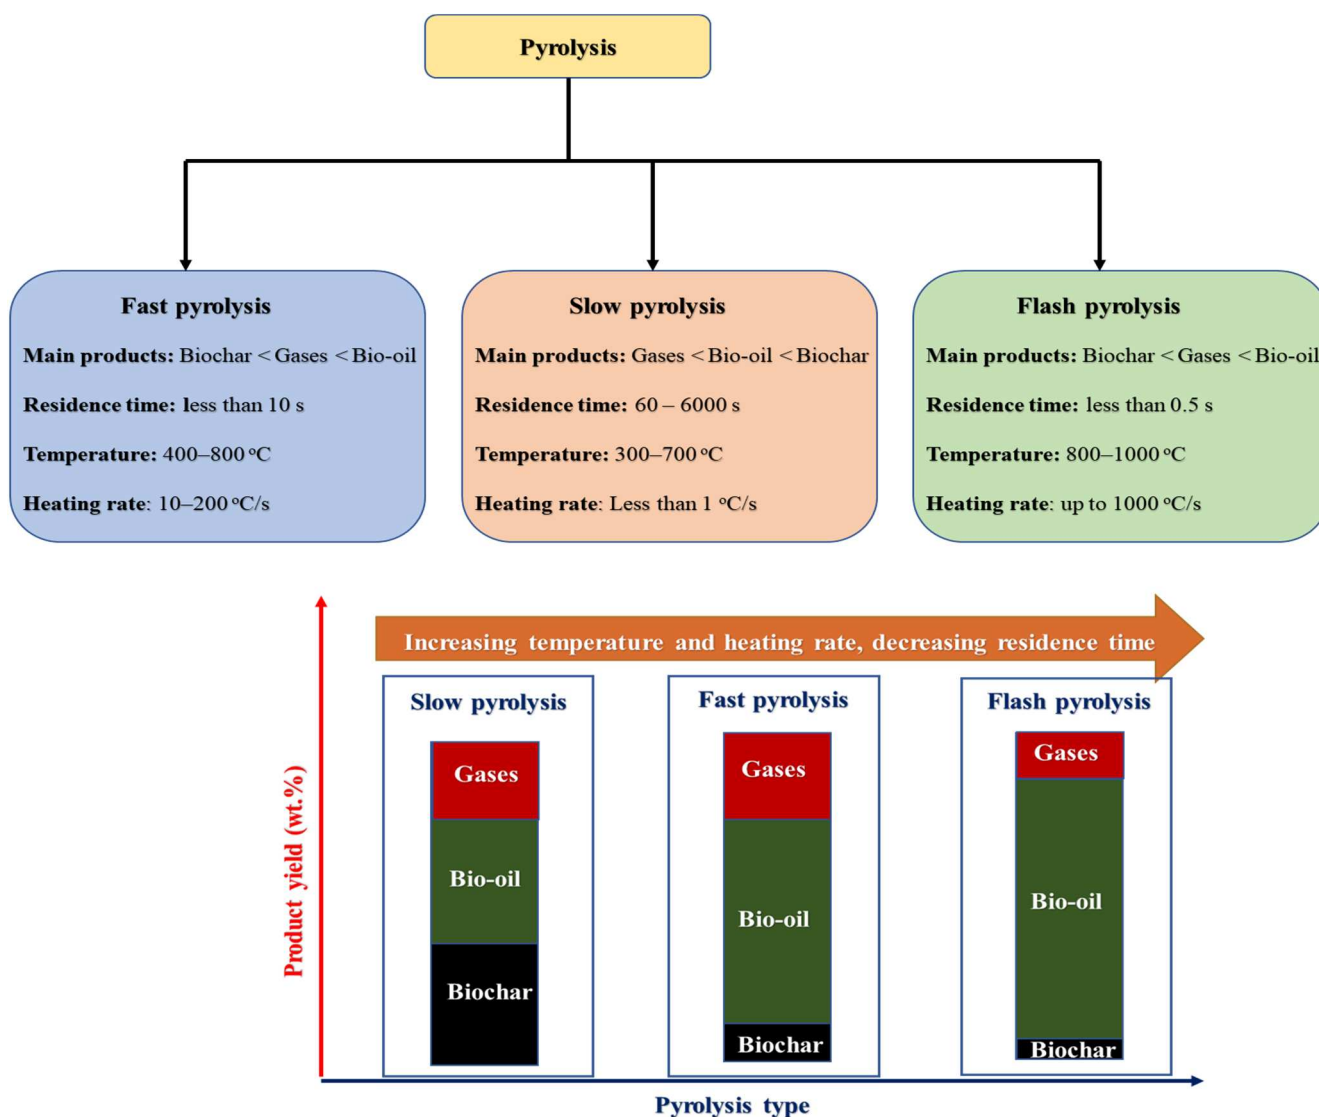 Pyrolysis
Fast pyrolysis
Main products: Biochar < Gases < Bio-oil
Residence time: less than 10 s
Temperature: 400–800 °C
Heating rate: 10–200 °C/s
Slow pyrolysis
Main products: Gases < Bio-oil < Biochar
Residence time: 60 – 6000 s
Temperature: 300–700 °C
Heating rate: Less than 1 °C/s
Flash pyrolysis
Main products: Biochar < Gases < Bio-oil
Residence time: less than 0.5 s
Temperature: 800–1000 °C
Heating rate: up to 1000 °C/s
Increasing temperature and heating rate, decreasing residence time
Product yield (wt.%)
Slow pyrolysis
Gases
Bio-oil
Biochar
Fast pyrolysis
Gases
Bio-oil
Biochar
Flash pyrolysis
Gases
Bio-oil
Biochar
Pyrolysis type